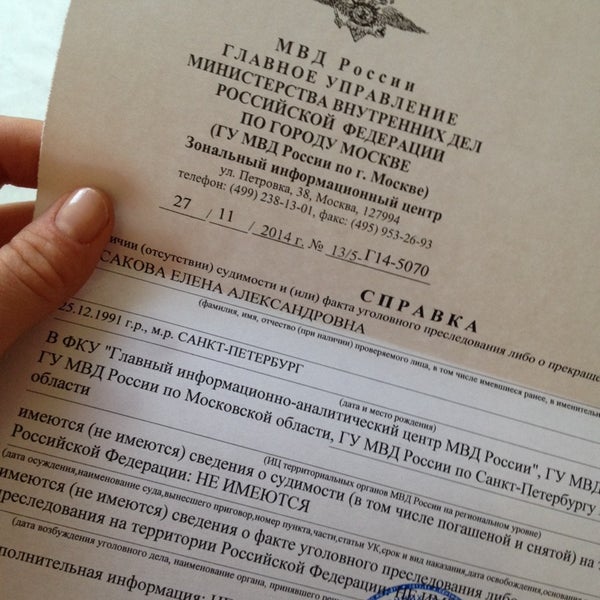 МВД России
ГЛАВНОЕ УПРАВЛЕНИЕ
МИНИСТЕРСТВА ВНУТРЕННИХ ДЕЛ
РОССИЙСКОЙ ФЕДЕРАЦИИ
ПО ГОРОДУ МОСКВЕ
(ГУ МВД России по г. Москве)
Зональный информационный центр
ул. Петровка, 38, Москва, 127994
телефон: (499) 238-13-01, факс: (495) 953-26-93
27 / 11 / 2014 г. № 13/5-Г14-5070
СПРАВКА
ичии (отсутствии) судимости и (или) факта уголовного преследования либо о прекраще
САКОВА ЕЛЕНА АЛЕКСАНДРОВНА
(фамилия, имя, отчество (при наличии) проверяемого лица, в том числе имевшиеся ранее, в именительн
25.12.1991 г.р., м.р. САНКТ-ПЕТЕРБУРГ
(дата и место рождения)
В ФКУ "Главный информационно-аналитический центр МВД России", ГУ МВД
ГУ МВД России по Московской области, ГУ МВД России по Санкт-Петербургу
области
(ИЦ территориальных органов МВД России на региональном уровне)
имеются (не имеются) сведения о судимости (в том числе погашеной и снятой) на
Российской Федерации: НЕ ИМЕЮТСЯ
(дата осуждения,наименование суда,вынесшего приговор,номер пункта,части,статьи УК,срок и вид наказания,дата освобождения,основания
имеются (не имеются) сведения о факте уголовного преследования либо
преследования на территории Российской Федерации:
(дата возбуждения уголовного дела, наименование органа, принявшего
полнительная информация: НЕ